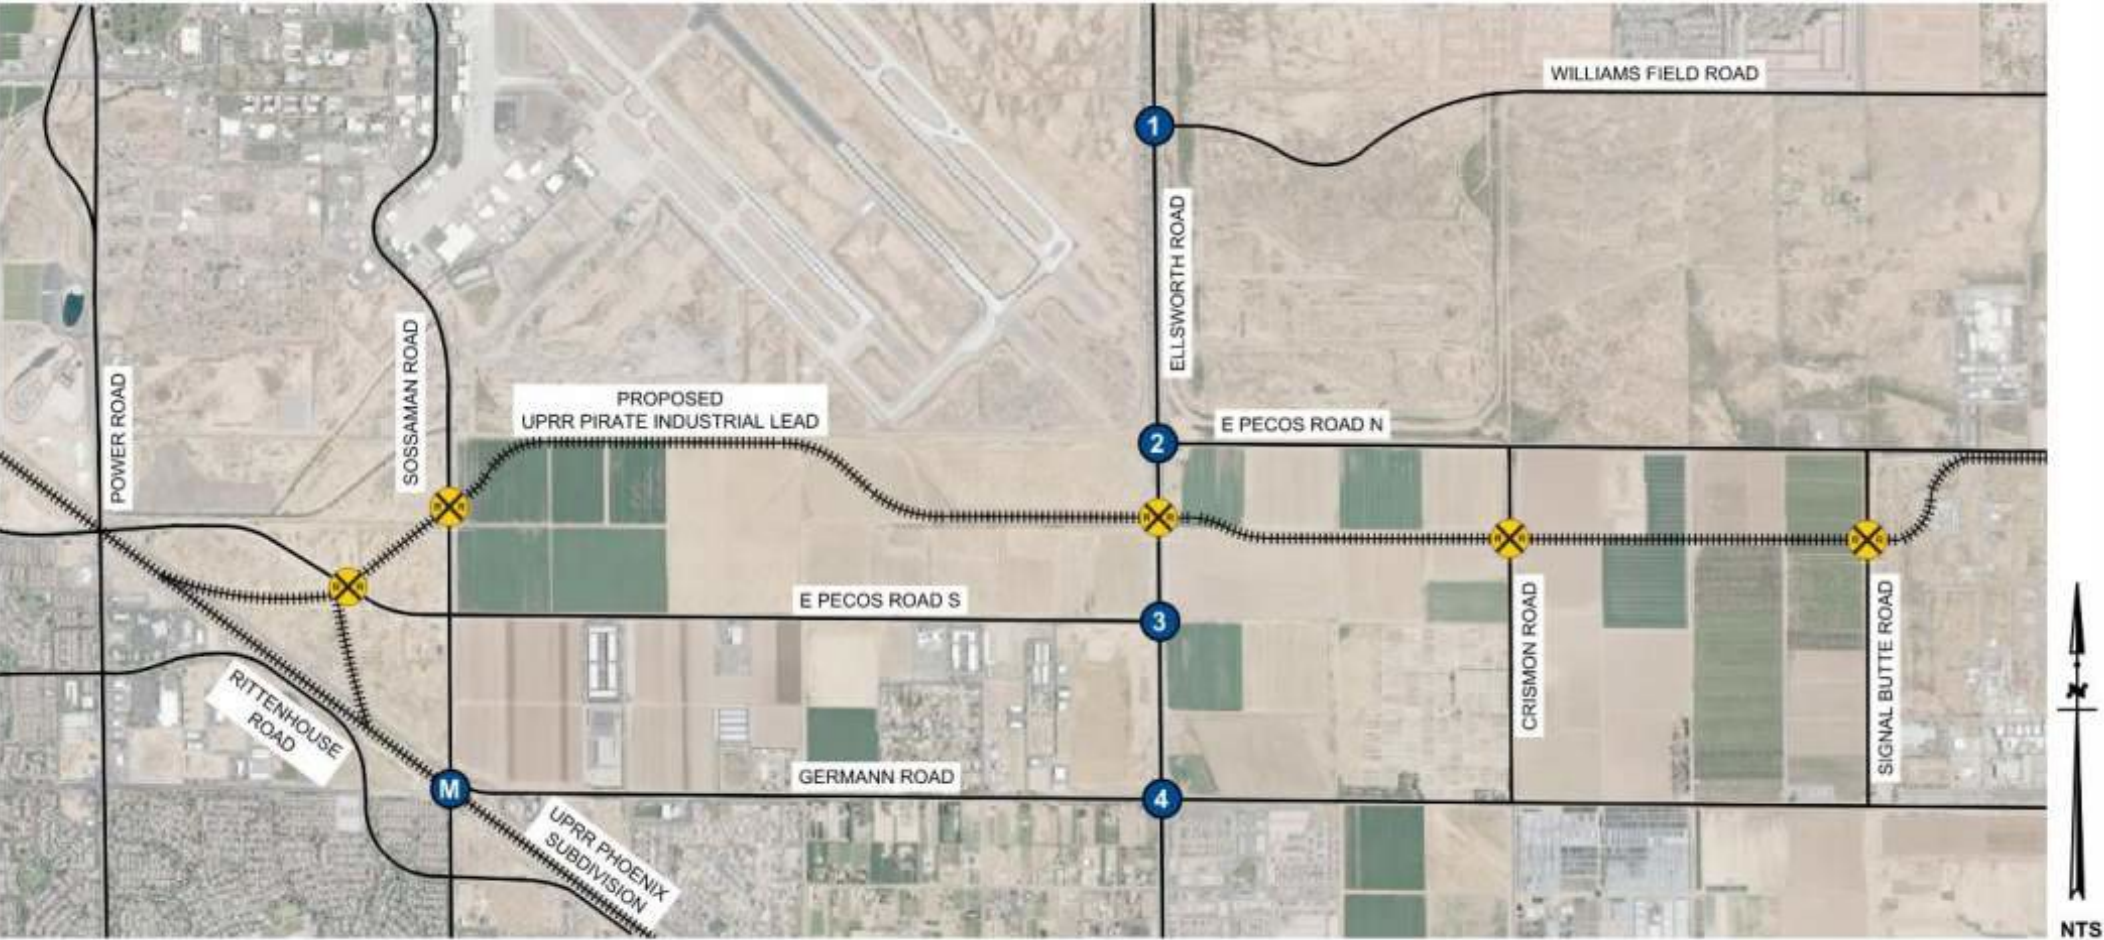 WILLIAMS FIELD ROAD
1
ELLSWORTH ROAD
SOSSAMAN ROAD
POWER ROAD
PROPOSED
UPRR PIRATE INDUSTRIAL LEAD
2
E PECOS ROAD N
R R
R R
R R
R R
R R
E PECOS ROAD S
3
CRISMON ROAD
SIGNAL BUTTE ROAD
RITTENHOUSE
ROAD
M
GERMANN ROAD
4
UPRR PHOENIX
SUBDIVISION
N
NTS